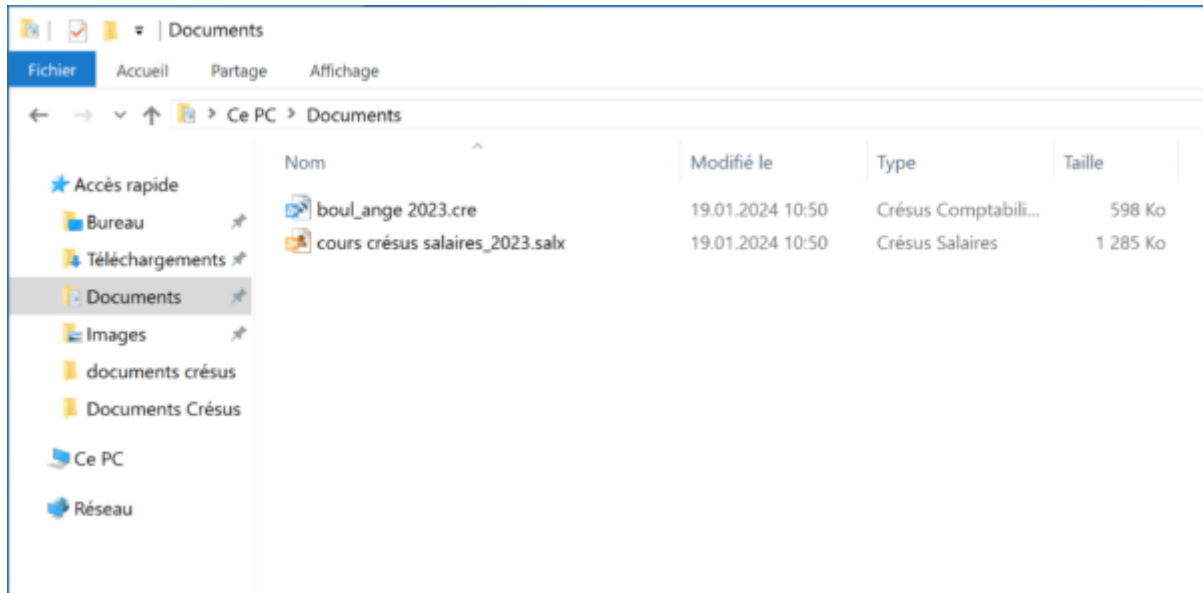 Documents
Fichier Accueil Partage Affichage
Ce PC > Documents
Nom Modifié le Type Taille
Accès rapide
boul_ange 2023.cre 19.01.2024 10:50 Crésus Comptabili... 598 Ko
Bureau
cours crésus salaires_2023.salx 19.01.2024 10:50 Crésus Salaires 1 285 Ko
Téléchargements
Documents
Images
documents crésus
Documents Crésus
Ce PC
Réseau